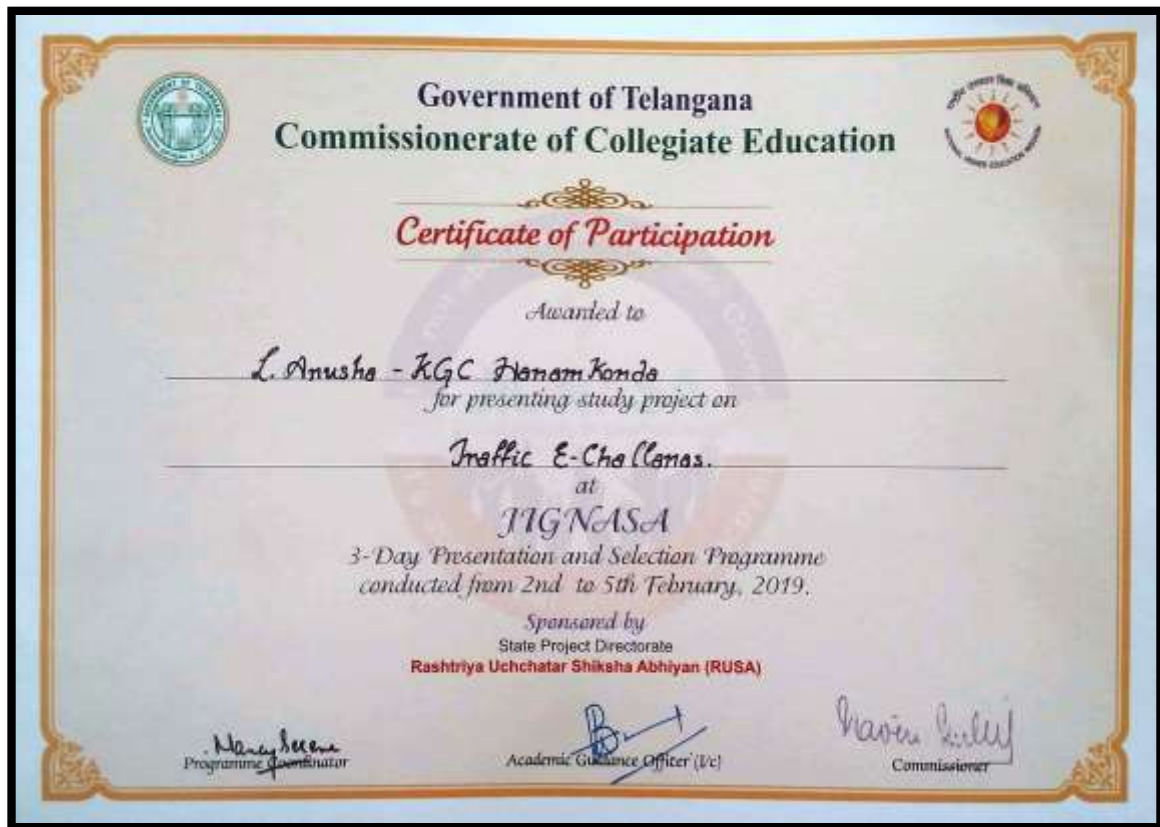 Government of Telangana
Commissionerate of Collegiate Education
Certificate of Participation
Awarded to
L. Anusha - KGC Hanamkonda
for presenting study project on
Traffic E-Challanas.
at
JIGNASA
3-Day Presentation and Selection Programme
conducted from 2nd to 5th February, 2019.
Sponsored by
State Project Directorate
Rashtriya Uchchatar Shiksha Abhiyan (RUSA)
Programme Coordinator
Academic Guidance Officer (I/c)
Commissioner